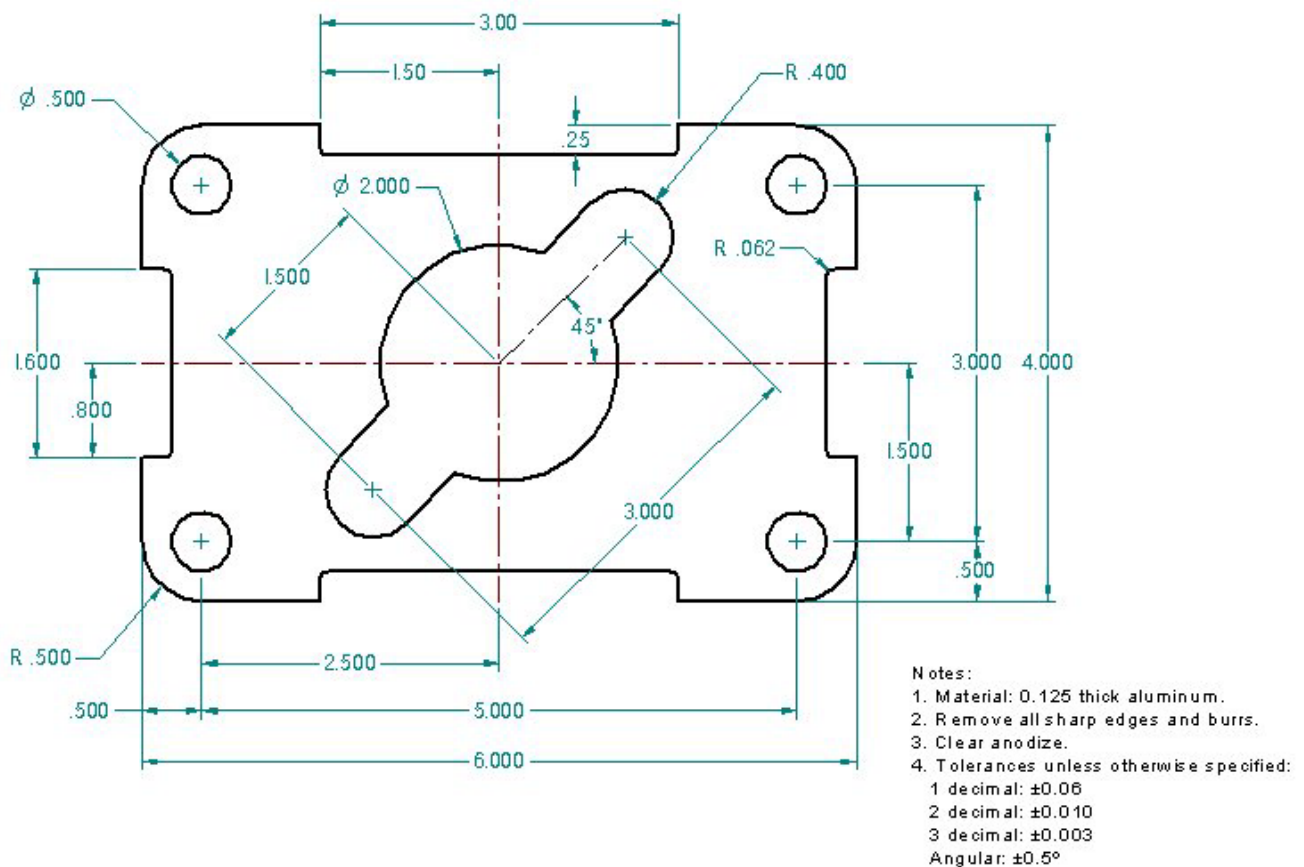 3.00
1.50
R .400
Ø .500
.25
Ø 2.000
R .062
1.500
45°
1.600
3.000
4.000
.800
1.500
3.000
.500
R .500
2.500
.500
5.000
6.000
Notes:
1. Material: 0.125 thick aluminum.
2. Remove all sharp edges and burrs.
3. Clear anodize.
4. Tolerances unless otherwise specified:
1 decimal: ±0.06
2 decimal: ±0.010
3 decimal: ±0.003
Angular: ±0.5º